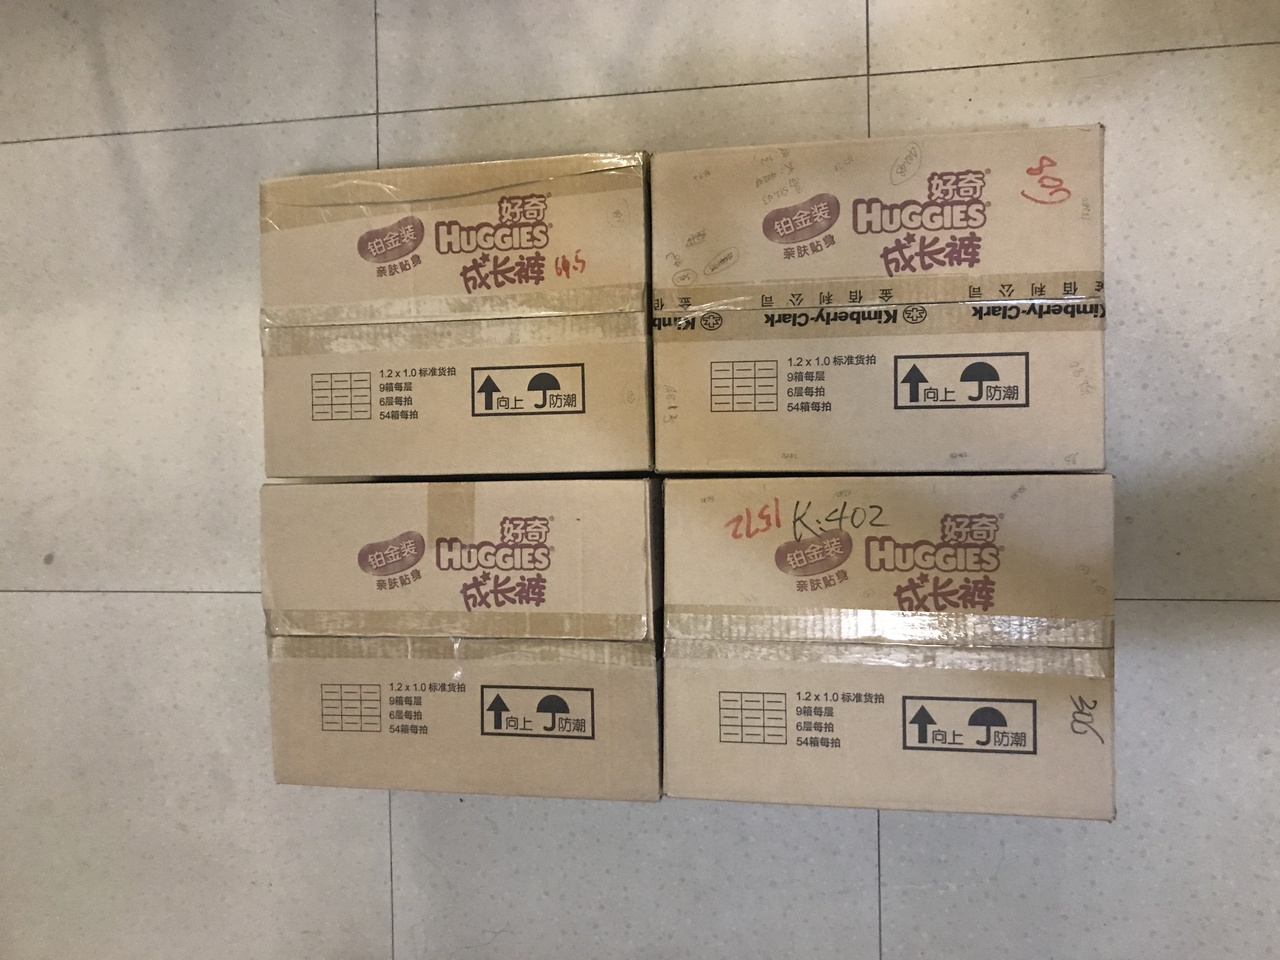 好奇
铂金装
HUGGIES
亲肤贴身
成长裤
69.5
1.2 x 1.0 标准货拍
9箱每层
6层每拍
54箱每拍
向上
防潮
好奇
铂金装
HUGGIES
亲肤贴身
成长裤
金佰利公司
金佰利公司
Kimberly-Clark
Kimberly-Clark
1.2 x 1.0 标准货拍
9箱每层
6层每拍
54箱每拍
向上
防潮
好奇
铂金装
HUGGIES
亲肤贴身
成长裤
1.2 x 1.0 标准货拍
9箱每层
6层每拍
54箱每拍
向上
防潮
K:402
好奇
铂金装
HUGGIES
亲肤贴身
成长裤
1.2 x 1.0 标准货拍
9箱每层
6层每拍
54箱每拍
向上
防潮
306